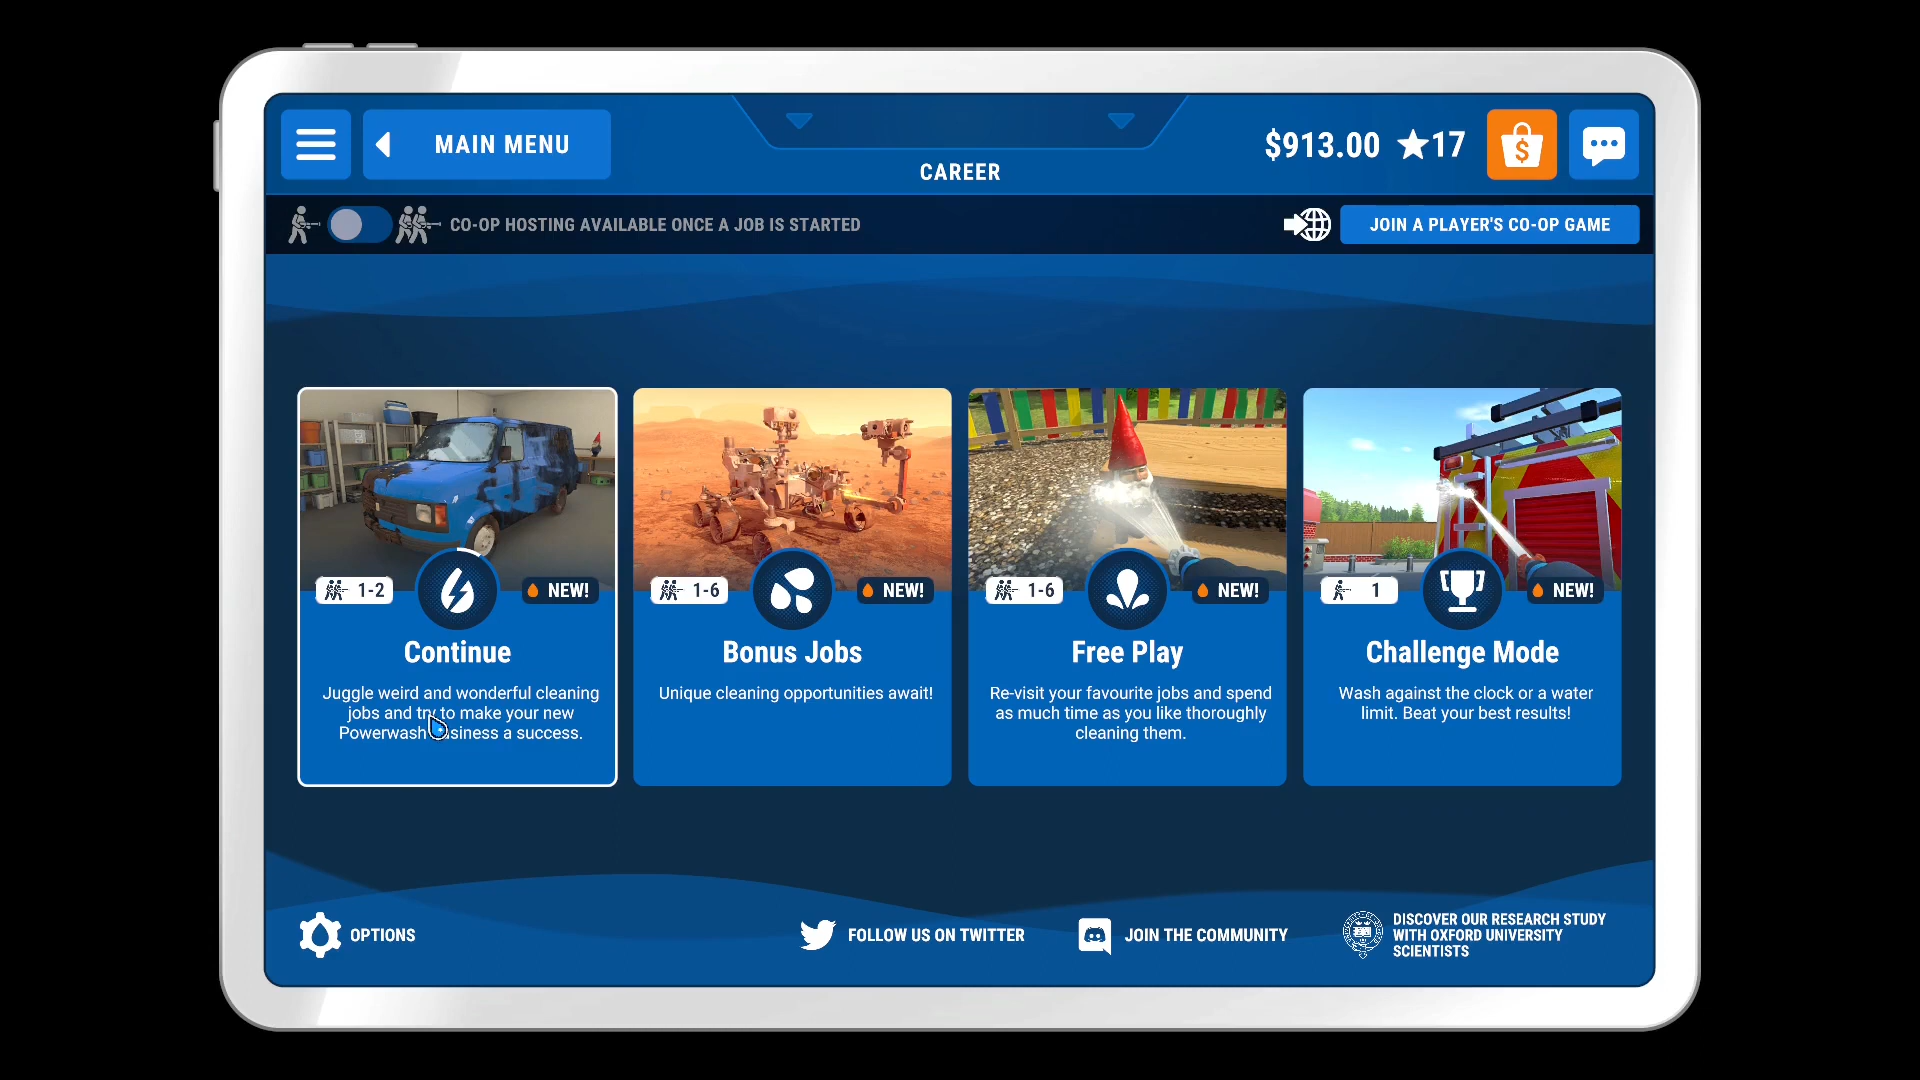 MAIN MENU
CAREER
$913.00
17
$
CO-OP HOSTING AVAILABLE ONCE A JOB IS STARTED
JOIN A PLAYER'S CO-OP GAME
1-2
NEW!
Continue
Juggle weird and wonderful cleaning
jobs and try to make your new
Powerwash business a success.
1-6
NEW!
Bonus Jobs
Unique cleaning opportunities await!
1-6
NEW!
Free Play
Re-visit your favourite jobs and spend
as much time as you like thoroughly
cleaning them.
1
NEW!
Challenge Mode
Wash against the clock or a water
limit. Beat your best results!
OPTIONS
FOLLOW US ON TWITTER
JOIN THE COMMUNITY
DISCOVER OUR RESEARCH STUDY
WITH OXFORD UNIVERSITY
SCIENTISTS